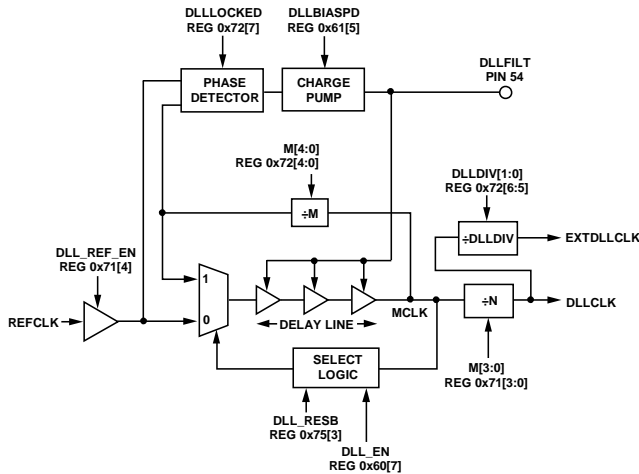 DLLLOCKED
REG 0x72[7]
DLLBIASPD
REG 0x61[5]
DLLFILT
PIN 54
PHASE
DETECTOR
CHARGE
PUMP
M[4:0]
REG 0x72[4:0]
DLLDIV[1:0]
REG 0x72[6:5]
÷M
÷DLLDIV
EXTDLLCLK
DLL_REF_EN
REG 0x71[4]
1
REFCLK
0
DELAY LINE
MCLK
÷N
DLLCLK
SELECT
LOGIC
M[3:0]
REG 0x71[3:0]
DLL_RESB
REG 0x75[3]
DLL_EN
REG 0x60[7]